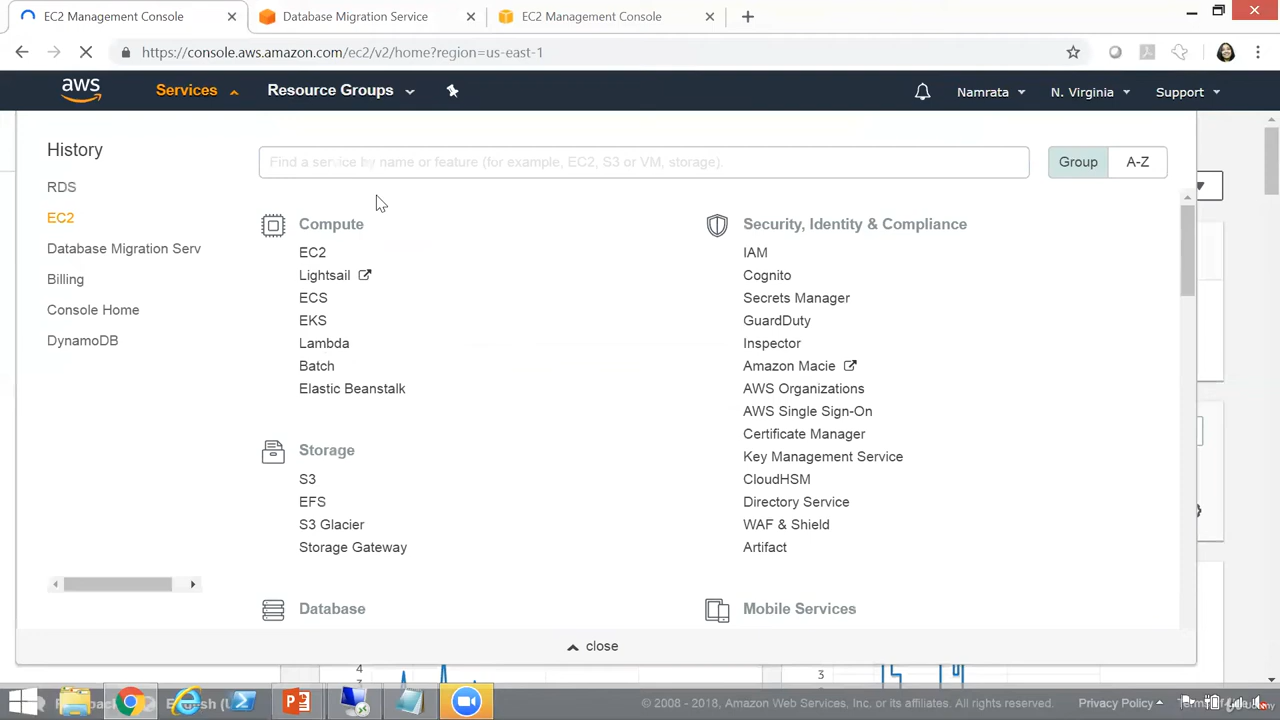 EC2 Management Console
Database Migration Service
EC2 Management Console
https://console.aws.amazon.com/ec2/v2/home?region=us-east-1
aws
Services
Resource Groups
Namrata
N. Virginia
Support
History
RDS
EC2
Database Migration Serv
Billing
Console Home
DynamoDB
Find a service by name or feature (for example, EC2, S3 or VM, storage).
Group
A-Z
Compute
EC2
Lightsail
ECS
EKS
Lambda
Batch
Elastic Beanstalk
Storage
S3
EFS
S3 Glacier
Storage Gateway
Database
Security, Identity & Compliance
IAM
Cognito
Secrets Manager
GuardDuty
Inspector
Amazon Macie
AWS Organizations
AWS Single Sign-On
Certificate Manager
Key Management Service
CloudHSM
Directory Service
WAF & Shield
Artifact
Mobile Services
close
4
3
3
© 2008 - 2018, Amazon Web Services, Inc. or its affiliates. All rights reserved.
Privacy Policy